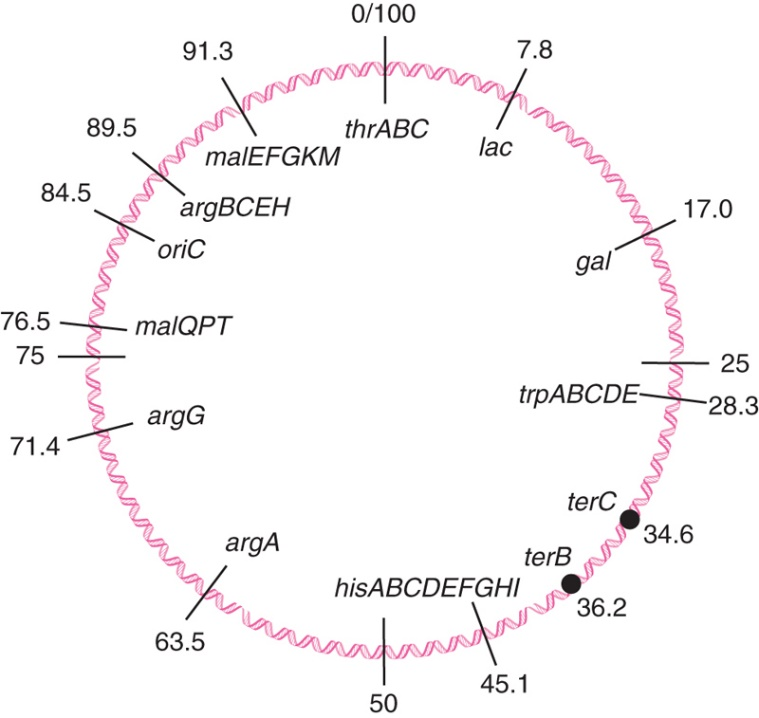 0/100
thrABC
7.8
lac
17.0
gal
25
trpABCDE
28.3
terC
34.6
terB
36.2
hisABCDEFGHI
45.1
50
argA
63.5
argG
71.4
75
76.5
malQPT
84.5
oriC
89.5
argBCEH
91.3
malEFGKM